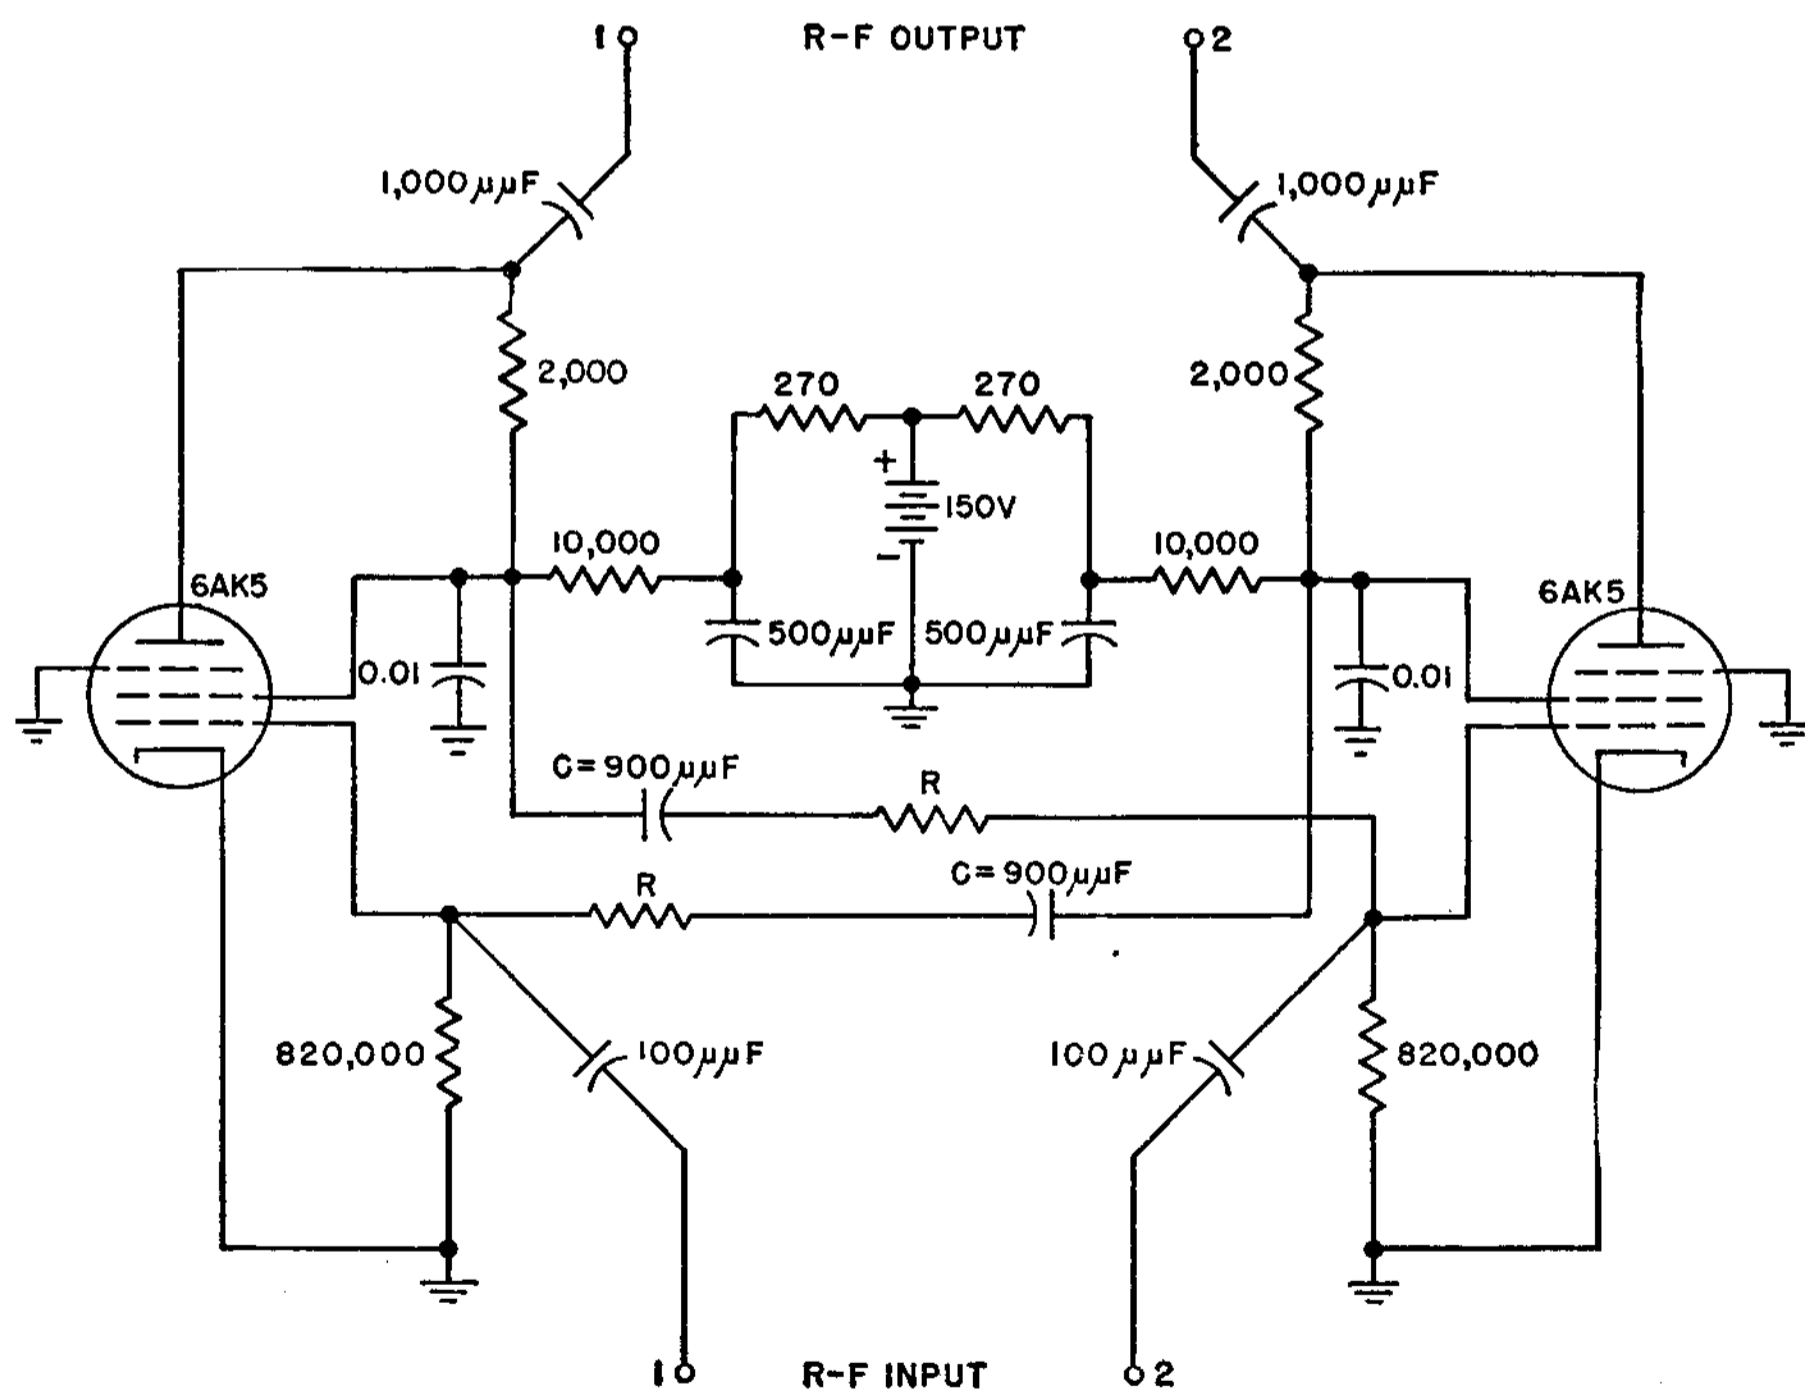 1 R-F OUTPUT 2
1,000μμF 1,000μμF
2,000 270 270 2,000
+
150V
-
10,000 10,000
6AK5 6AK5
0.01 500μμF 500μμF 0.01
C=900μμF
R
C=900μμF
R
820,000 100μμF 100μμF 820,000
1 R-F INPUT 2